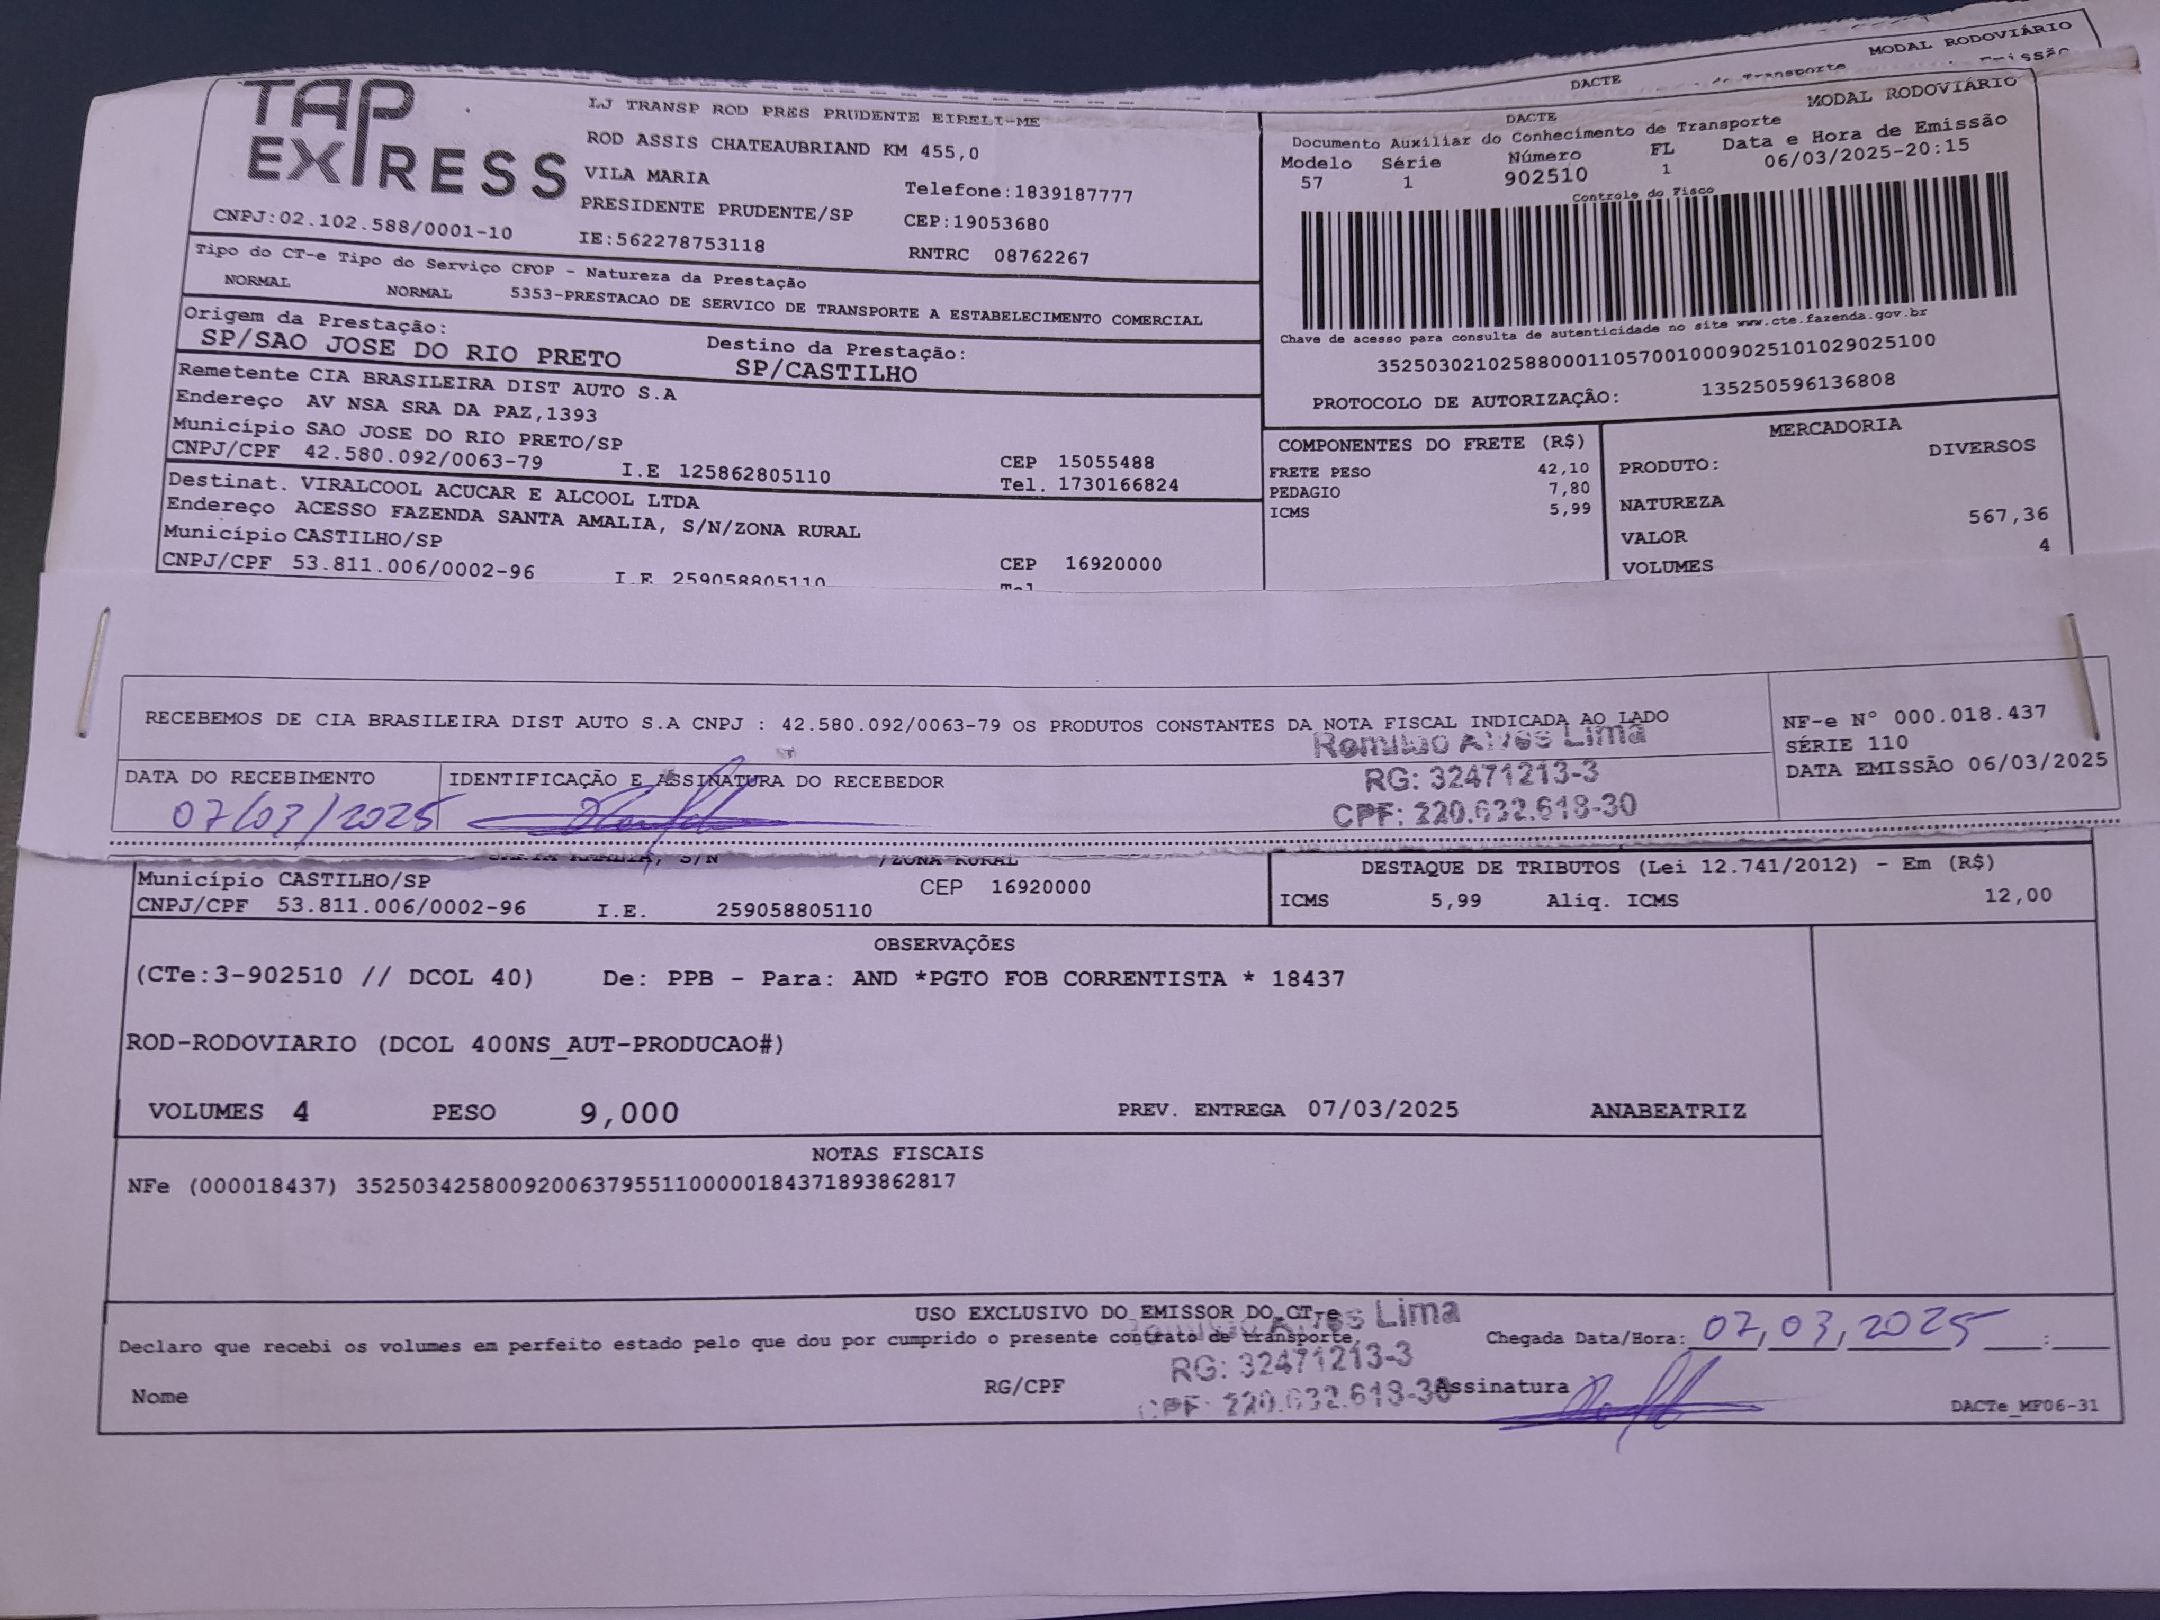 MODAL RODOVIÁRIO
DACTE
TAP
EXPRESS
LJ TRANSP ROD PRES PRUDENTE EIRELI-ME
ROD ASSIS CHATEAUBRIAND KM 455,0
VILA MARIA
Telefone:1839187777
PRESIDENTE PRUDENTE/SP
CEP:19053680
CNPJ:02.102.588/0001-10
IE:562278753118
RNTRC 08762267
DACTE
MODAL RODOVIÁRIO
Documento Auxiliar do Conhecimento de Transporte
Modelo Série Número FL Data e Hora de Emissão
57 1 902510 1 06/03/2025-20:15
Controle do Fisco
Chave de acesso para consulta de autenticidade no site www.cte.fazenda.gov.br
35250302102588000110570010009025101029025100
PROTOCOLO DE AUTORIZAÇÃO: 135250596136808
Tipo do CT-e Tipo do Serviço CFOP - Natureza da Prestação
NORMAL NORMAL 5353-PRESTACAO DE SERVICO DE TRANSPORTE A ESTABELECIMENTO COMERCIAL
Origem da Prestação: Destino da Prestação:
SP/SAO JOSE DO RIO PRETO SP/CASTILHO
Remetente CIA BRASILEIRA DIST AUTO S.A
Endereço AV NSA SRA DA PAZ,1393
Município SAO JOSE DO RIO PRETO/SP CEP 15055488
CNPJ/CPF 42.580.092/0063-79 I.E 125862805110 Tel. 1730166824
Destinat. VIRALCOOL ACUCAR E ALCOOL LTDA
Endereço ACESSO FAZENDA SANTA AMALIA, S/N/ZONA RURAL
Município CASTILHO/SP CEP 16920000
CNPJ/CPF 53.811.006/0002-96 I.E 259058805110 Tel
COMPONENTES DO FRETE (R$)
FRETE PESO 42,10
PEDAGIO 7,80
ICMS 5,99
MERCADORIA
PRODUTO: DIVERSOS
NATUREZA
VALOR 567,36
VOLUMES 4
RECEBEMOS DE CIA BRASILEIRA DIST AUTO S.A CNPJ : 42.580.092/0063-79 OS PRODUTOS CONSTANTES DA NOTA FISCAL INDICADA AO LADO
NF-e Nº 000.018.437
SÉRIE 110
DATA EMISSÃO 06/03/2025
DATA DO RECEBIMENTO IDENTIFICAÇÃO E ASSINATURA DO RECEBEDOR
07/03/2025
Alves Lima
RG: 32471213-3
CPF: 220.632.618-30
SANTA AMALIA, S/N /ZONA RURAL
Município CASTILHO/SP CEP 16920000
CNPJ/CPF 53.811.006/0002-96 I.E. 259058805110
DESTAQUE DE TRIBUTOS (Lei 12.741/2012) - Em (R$)
ICMS 5,99 Aliq. ICMS 12,00
OBSERVAÇÕES
(CTe:3-902510 // DCOL 40) De: PPB - Para: AND *PGTO FOB CORRENTISTA * 18437
ROD-RODOVIARIO (DCOL 400NS_AUT-PRODUCAO#)
VOLUMES 4 PESO 9,000 PREV. ENTREGA 07/03/2025 ANABEATRIZ
NOTAS FISCAIS
NFe (000018437) 35250342580092006379551100000184371893862817
USO EXCLUSIVO DO EMISSOR DO CT-e
Declaro que recebi os volumes em perfeito estado pelo que dou por cumprido o presente contrato de transporte,
Chegada Data/Hora: 07,03,2025 :
Alves Lima
RG: 32471213-3
CPF: 220.632.618-30
Nome RG/CPF Assinatura
DACTe_MF06-31